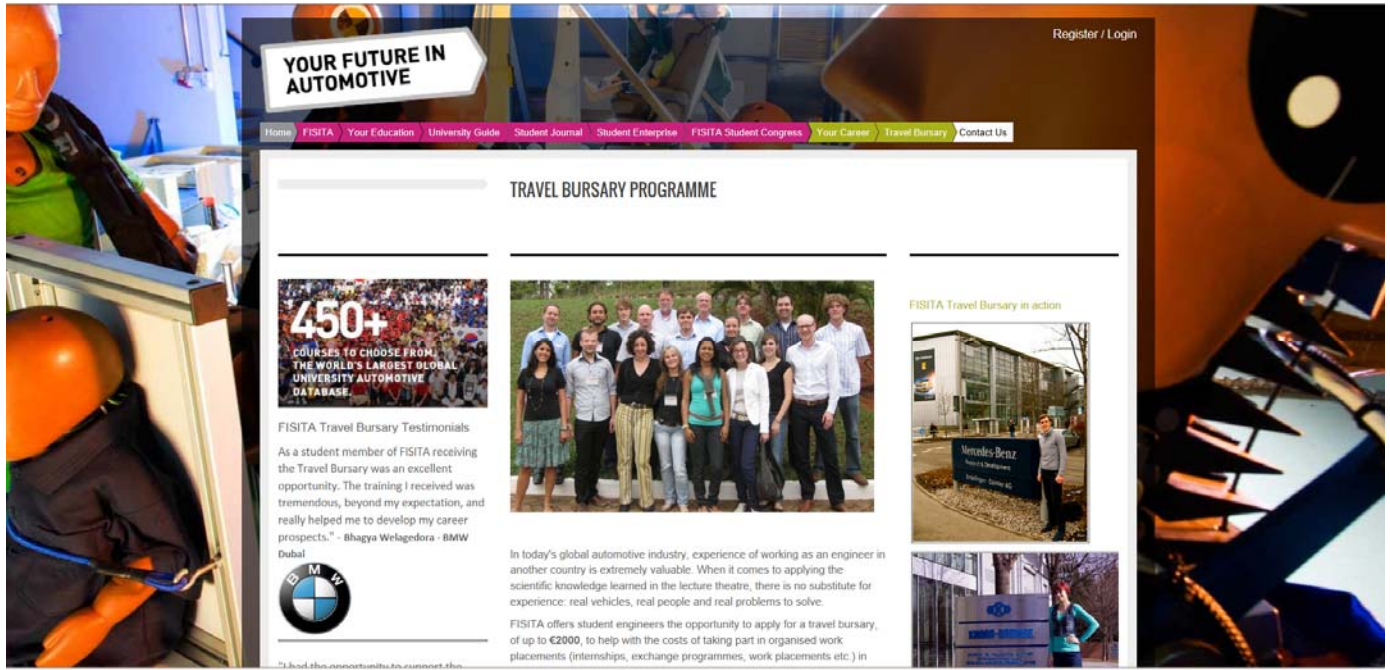 Register / Login
YOUR FUTURE IN
AUTOMOTIVE
Home FISITA Your Education University Guide Student Journal Student Enterprise FISITA Student Congress Your Career Travel Bursary Contact Us
TRAVEL BURSARY PROGRAMME
450+
COURSES TO CHOOSE FROM.
THE WORLD'S LARGEST GLOBAL
UNIVERSITY AUTOMOTIVE
DATABASE.
FISITA Travel Bursary Testimonials
As a student member of FISITA receiving
the Travel Bursary was an excellent
opportunity. The training I received was
tremendous, beyond my expectation, and
really helped me to develop my career
prospects." - Bhagya Welagedora - BMW
Dubai
BMW
"I had the opportunity to support the
In today's global automotive industry, experience of working as an engineer in
another country is extremely valuable. When it comes to applying the
scientific knowledge learned in the lecture theatre, there is no substitute for
experience: real vehicles, real people and real problems to solve.
FISITA offers student engineers the opportunity to apply for a travel bursary,
of up to €2000, to help with the costs of taking part in organised work
placements (internships, exchange programmes, work placements etc.) in
FISITA Travel Bursary in action
Mercedes-Benz
KNORR-BREMSE